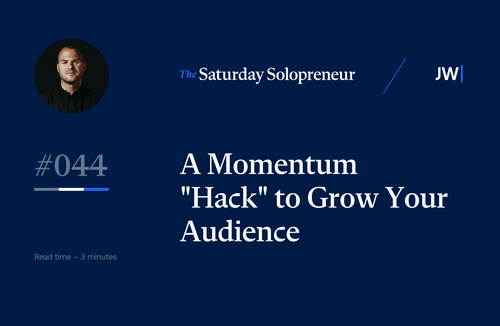 The Saturday Solopreneur
JW
#044
A Momentum
"Hack" to Grow Your
Audience
Read time – 3 minutes